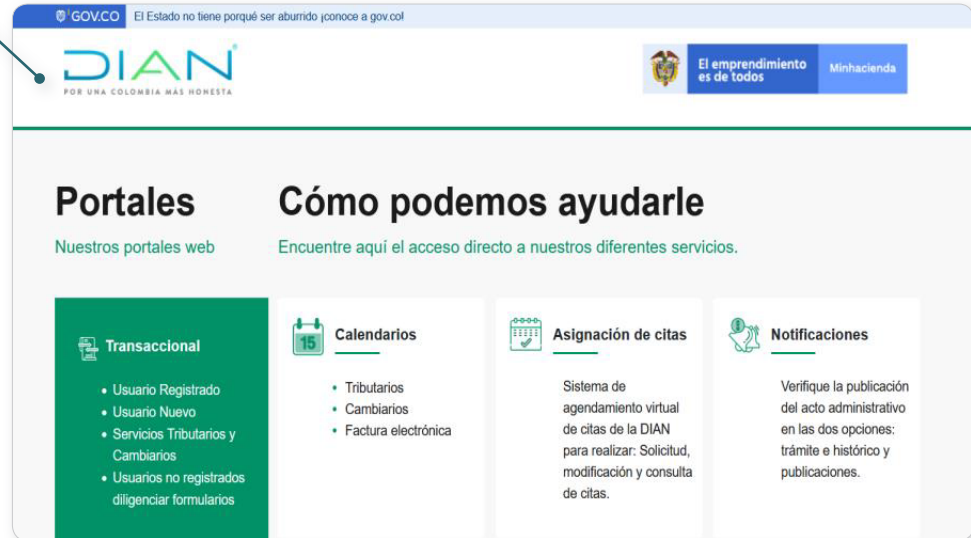 GOV.CO El Estado no tiene porqué ser aburrido ¡conoce a gov.co!
DIAN
POR UNA COLOMBIA MÁS HONESTA
El emprendimiento
es de todos
Minhacienda
Portales
Nuestros portales web
Cómo podemos ayudarle
Encuentre aquí el acceso directo a nuestros diferentes servicios.
Transaccional
• Usuario Registrado
• Usuario Nuevo
• Servicios Tributarios y
Cambiarios
• Usuarios no registrados
diligenciar formularios
15
Calendarios
• Tributarios
• Cambiarios
• Factura electrónica
Asignación de citas
Sistema de
agendamiento virtual
de citas de la DIAN
para realizar: Solicitud,
modificación y consulta
de citas.
Notificaciones
Verifique la publicación
del acto administrativo
en las dos opciones:
trámite e histórico y
publicaciones.